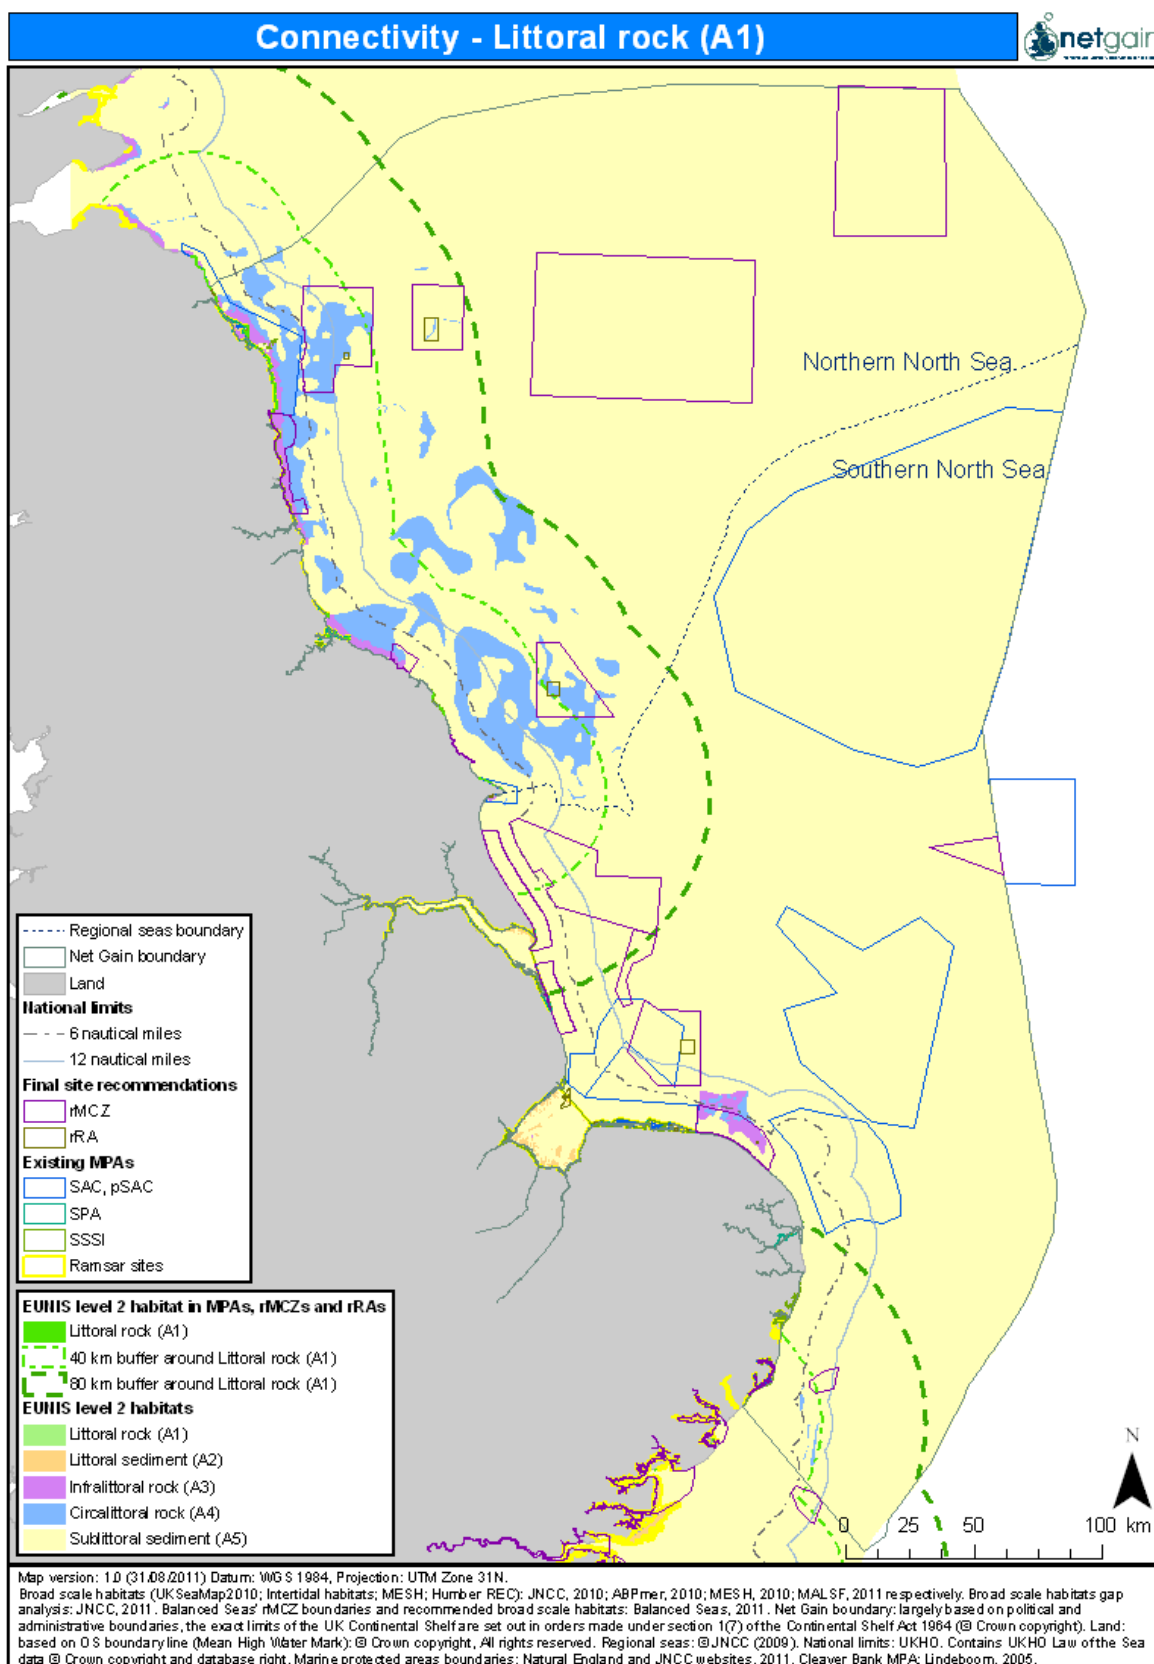 Connectivity - Littoral rock (A1)
netgain
Northern North Sea
Southern North Sea
Regional seas boundary
Net Gain boundary
Land
National limits
6 nautical miles
12 nautical miles
Final site recommendations
rMCZ
rRA
Existing MPAs
SAC, pSAC
SPA
SSSI
Ramsar sites
EUNIS level 2 habitat in MPAs, rMCZs and rRAs
Littoral rock (A1)
40 km buffer around Littoral rock (A1)
80 km buffer around Littoral rock (A1)
EUNIS level 2 habitats
Littoral rock (A1)
Littoral sediment (A2)
Infralittoral rock (A3)
Circalittoral rock (A4)
Sublittoral sediment (A5)
N
0 25 50 100 km
Map version: 1.0 (31/08/2011) Datum: WGS 1984, Projection: UTM Zone 31N.
Broad scale habitats (UKSeaMap2010; Intertidal habitats; MESH; Humber REC): JNCC, 2010; ABPmer, 2010; MESH, 2010; MALSF, 2011 respectively. Broad scale habitats gap
analysis: JNCC, 2011. Balanced Seas' rMCZ boundaries and recommended broad scale habitats: Balanced Seas, 2011. Net Gain boundary: largely based on political and
administrative boundaries, the exact limits of the UK Continental Shelf are set out in orders made under section 1(7) of the Continental Shelf Act 1964 (© Crown copyright). Land:
based on OS boundary line (Mean High Water Mark): © Crown copyright, All rights reserved. Regional seas: © JNCC (2009). National limits: UKHO. Contains UKHO Law of the Sea
data © Crown copyright and database right. Marine protected areas boundaries: Natural England and JNCC websites, 2011. Cleaver Bank MPA: Lindeboom, 2005.